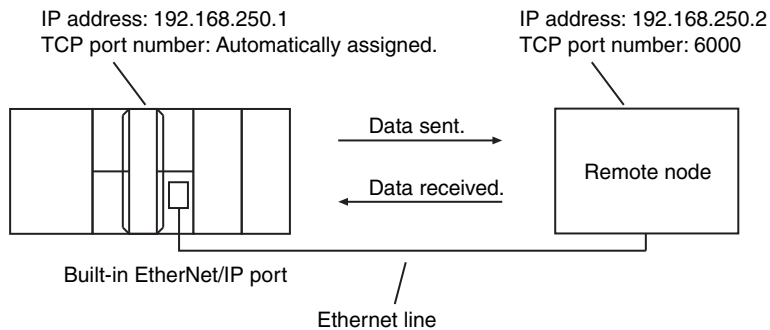 IP address: 192.168.250.1
TCP port number: Automatically assigned.
IP address: 192.168.250.2
TCP port number: 6000
Data sent.
Data received.
Remote node
Built-in EtherNet/IP port
Ethernet line